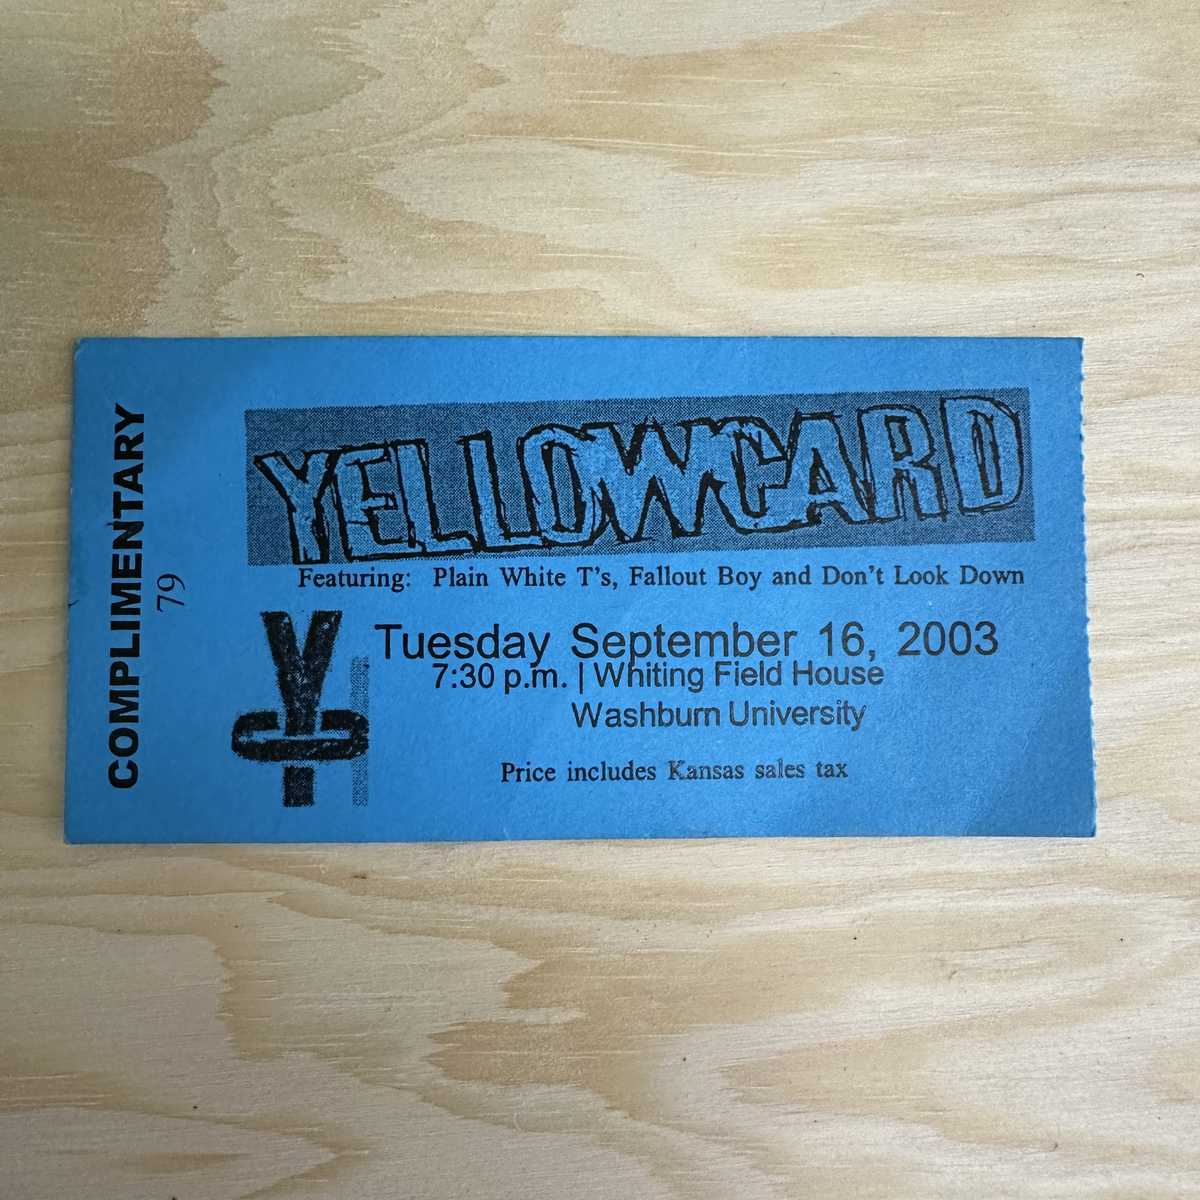 COMPLIMENTARY
79
YELLOWCARD
Featuring: Plain White T's, Fallout Boy and Don't Look Down
Tuesday September 16, 2003
7:30 p.m. | Whiting Field House
Washburn University
Price includes Kansas sales tax